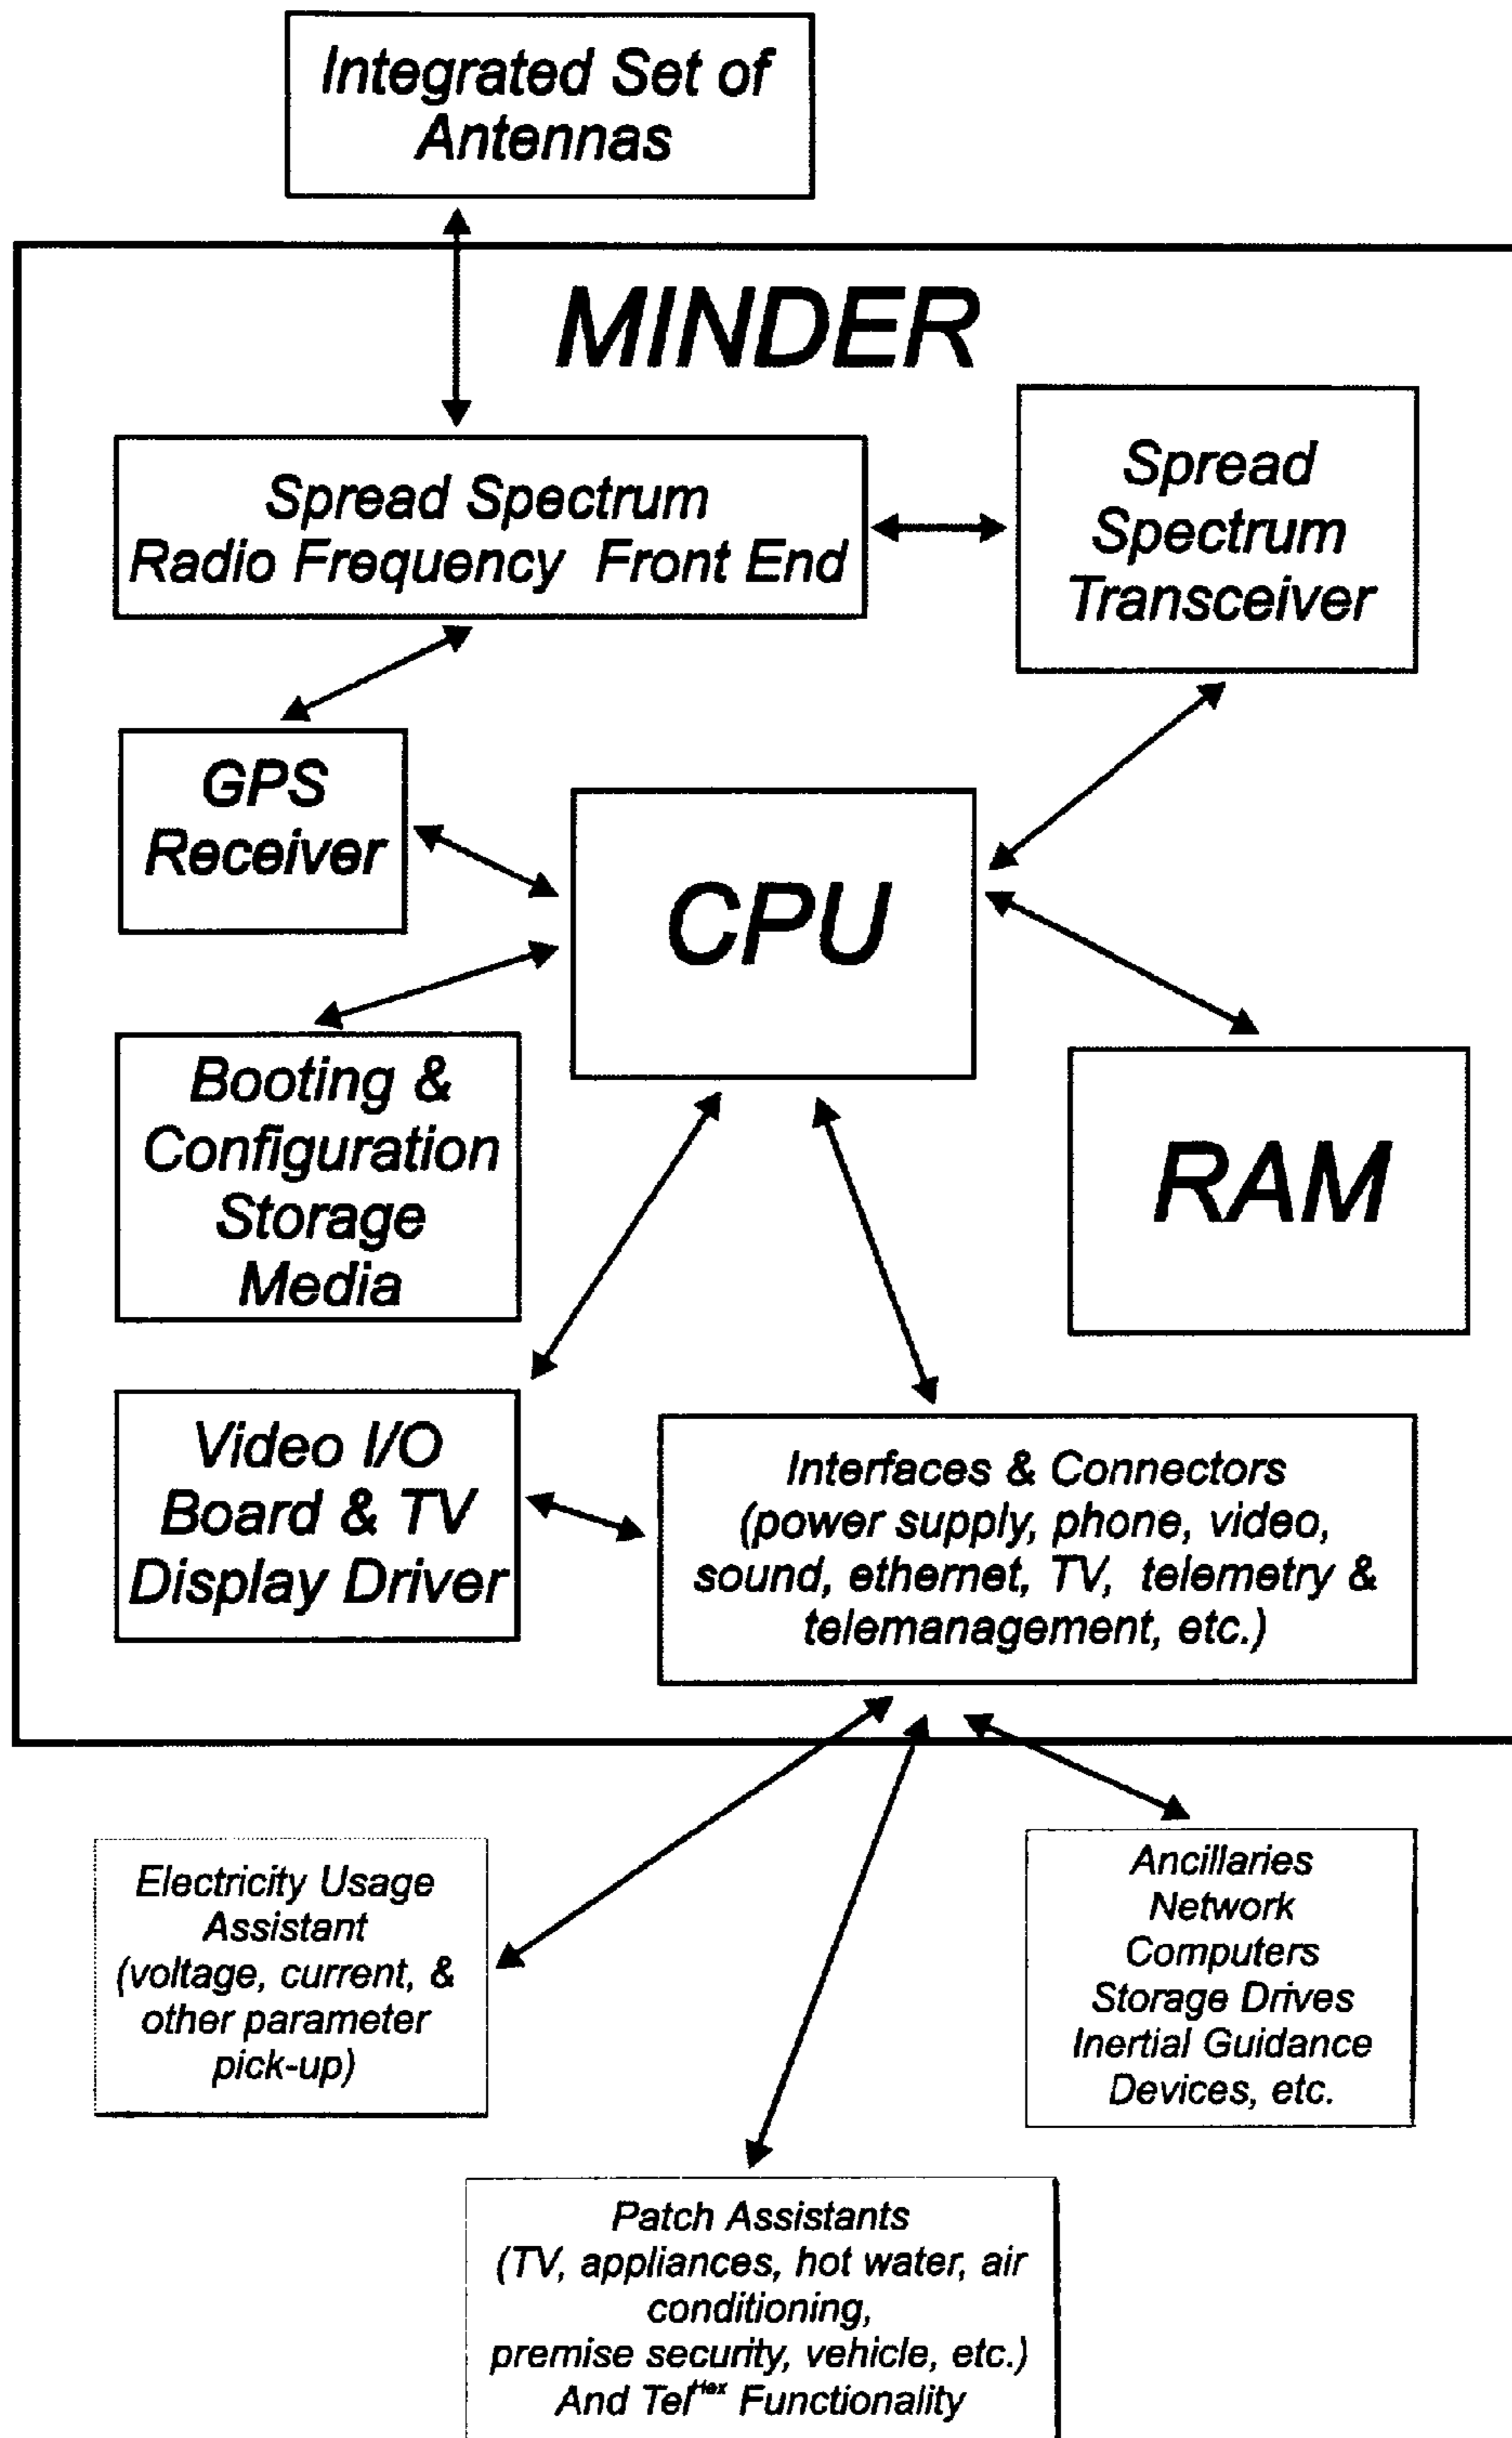 Integrated Set of
Antennas
MINDER
Spread Spectrum
Radio Frequency Front End
Spread
Spectrum
Transceiver
GPS
Receiver
CPU
Booting &
Configuration
Storage
Media
RAM
Video I/O
Board & TV
Display Driver
Interfaces & Connectors
(power supply, phone, video,
sound, ethernet, TV, telemetry &
telemanagement, etc.)
Electricity Usage
Assistant
(voltage, current, &
other parameter
pick-up)
Ancillaries
Network
Computers
Storage Drives
Inertial Guidance
Devices, etc.
Patch Assistants
(TV, appliances, hot water, air
conditioning,
premise security, vehicle, etc.)
And Tel^Hex Functionality